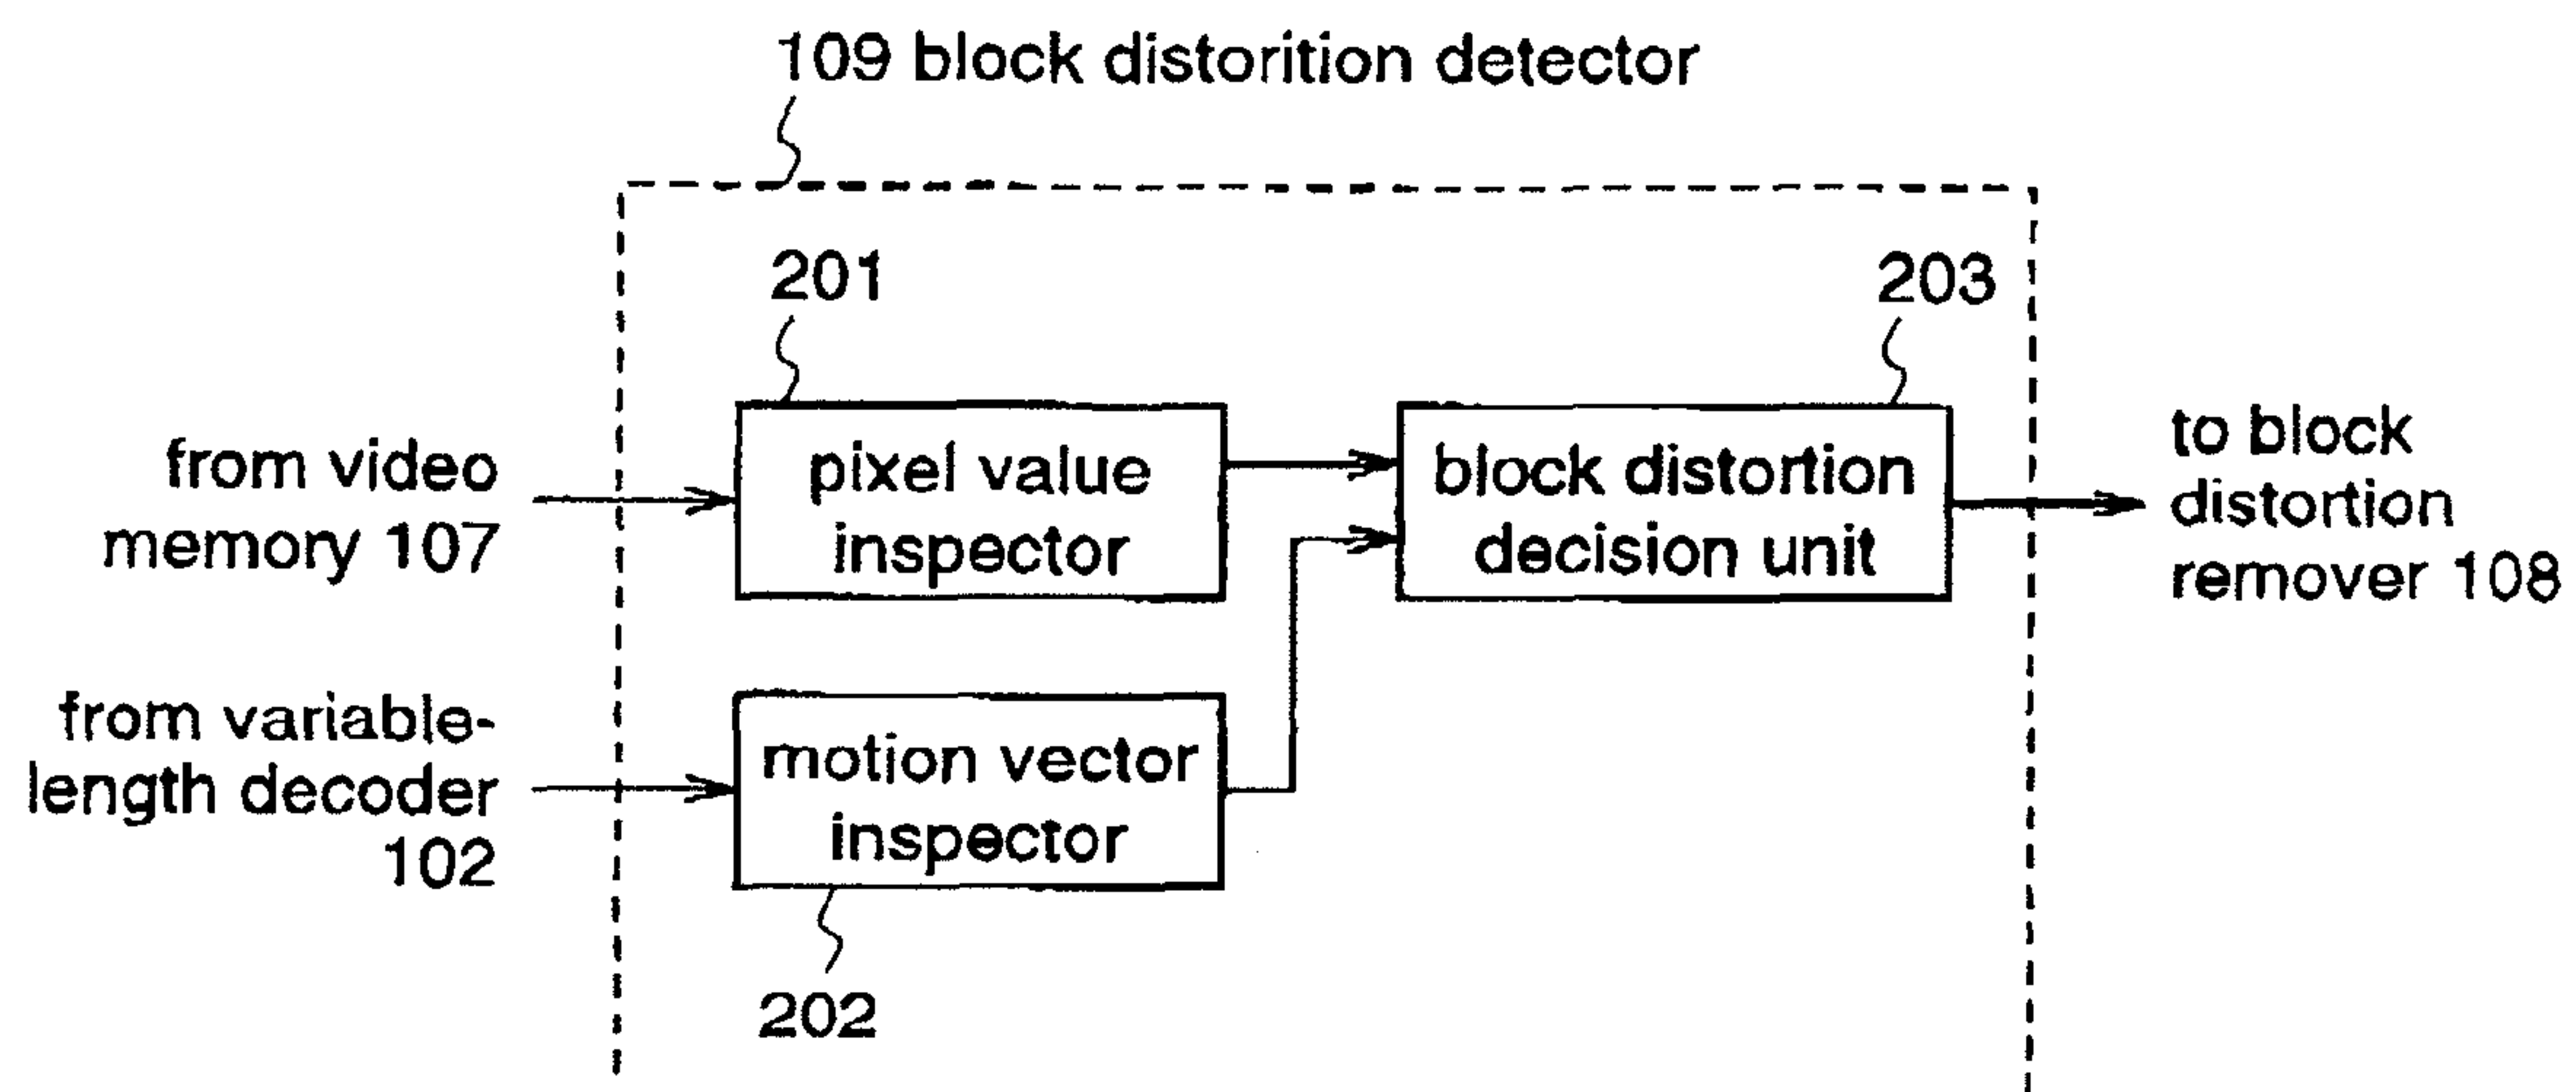 109 block distorition detector
201
203
from video
memory 107
pixel value
inspector
block distortion
decision unit
to block
distortion
remover 108
from variable-
length decoder
102
motion vector
inspector
202